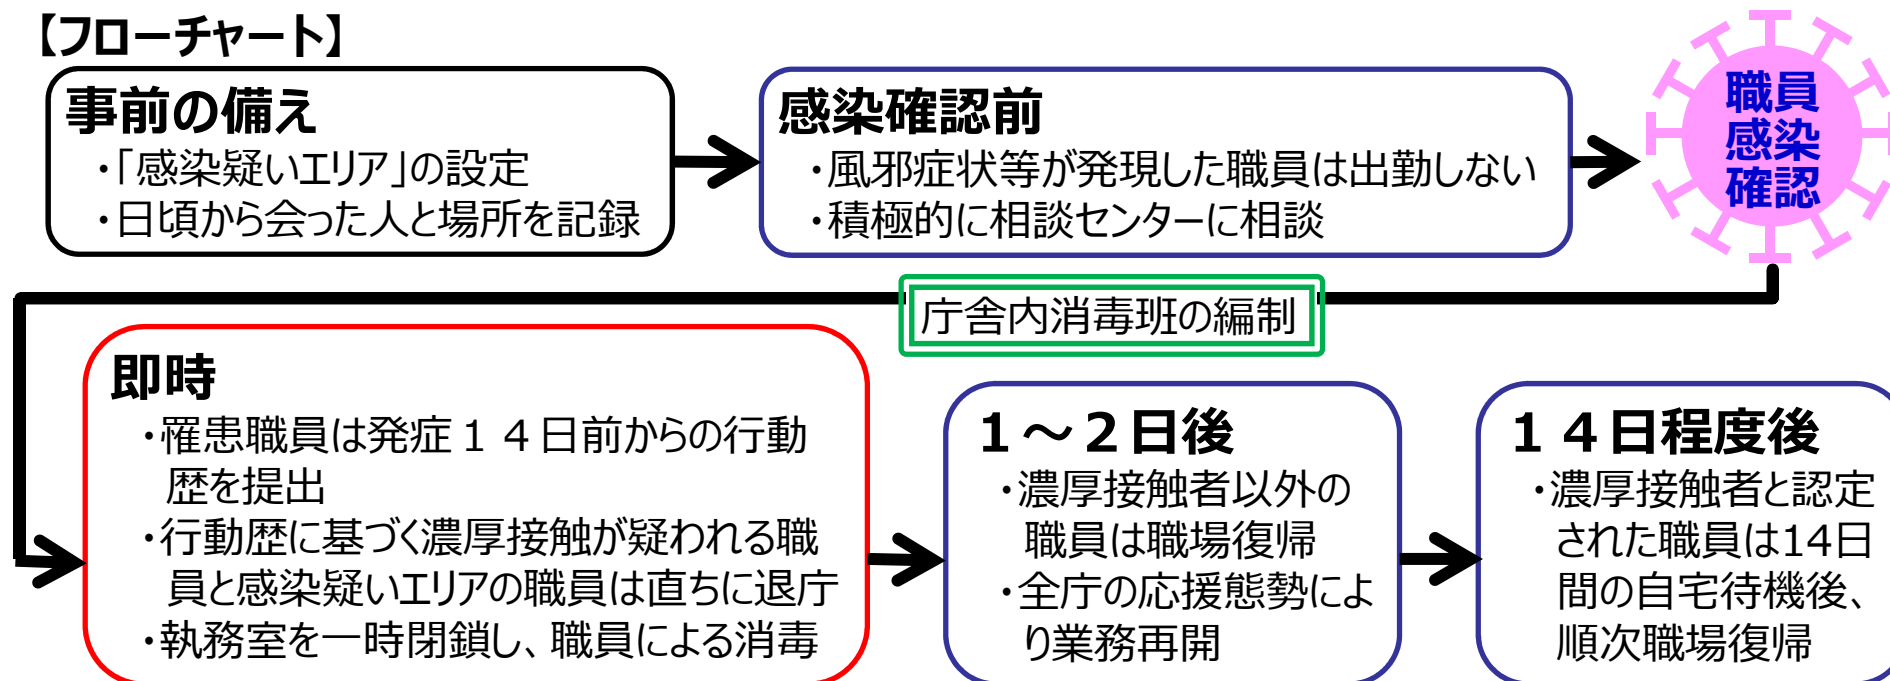 【フローチャート】
事前の備え
・「感染疑いエリア」の設定
・日頃から会った人と場所を記録
感染確認前
・風邪症状等が発現した職員は出勤しない
・積極的に相談センターに相談
職員
感染
確認
庁舎内消毒班の編制
即時
・罹患職員は発症１４日前からの行動
歴を提出
・行動歴に基づく濃厚接触が疑われる職
員と感染疑いエリアの職員は直ちに退庁
・執務室を一時閉鎖し、職員による消毒
１～２日後
・濃厚接触者以外の
職員は職場復帰
・全庁の応援態勢によ
り業務再開
１４日程度後
・濃厚接触者と認定
された職員は14日
間の自宅待機後、
順次職場復帰